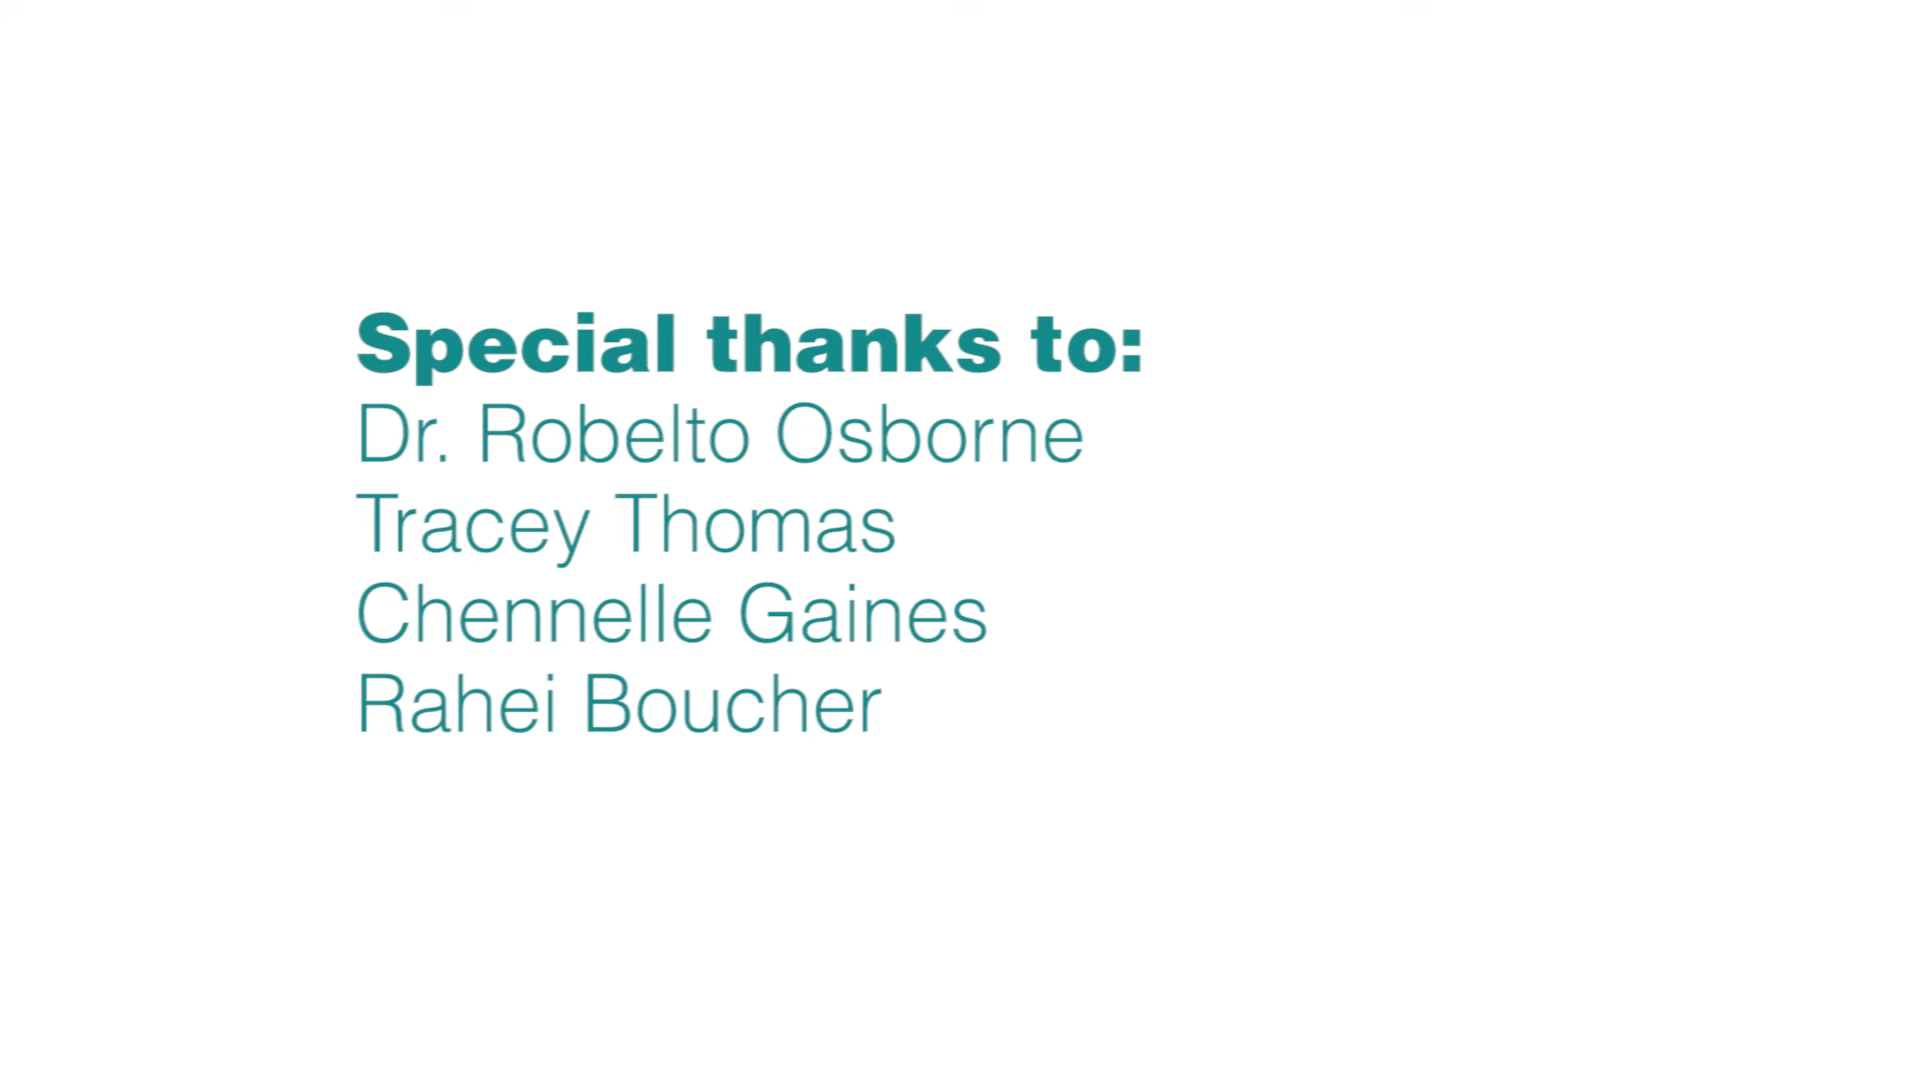 Special thanks to:
Dr. Robelto Osborne
Tracey Thomas
Chennelle Gaines
Rahei Boucher